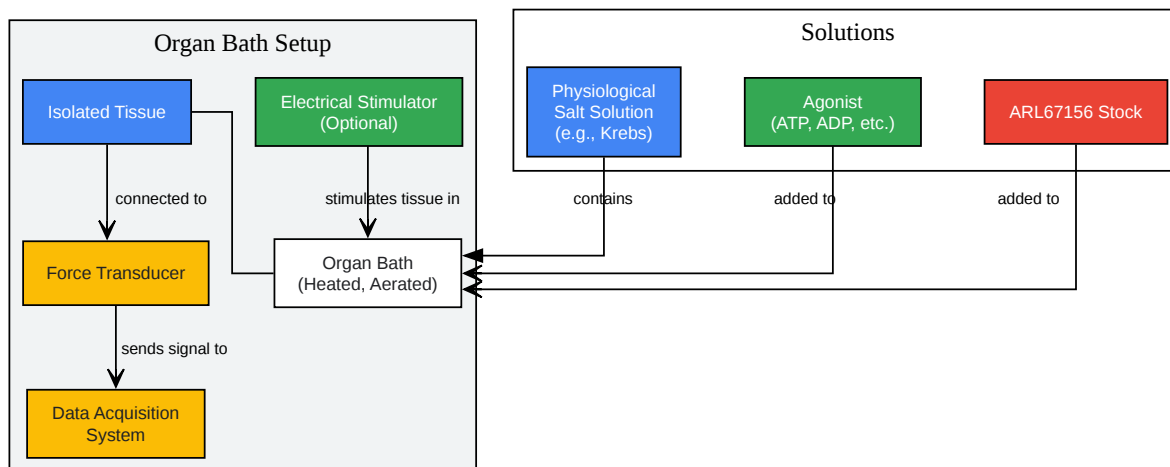 Organ Bath Setup
Isolated Tissue
Electrical Stimulator
(Optional)
connected to
stimulates tissue in
Force Transducer
Organ Bath
(Heated, Aerated)
sends signal to
Data Acquisition
System
Solutions
Physiological
Salt Solution
(e.g., Krebs)
Agonist
(ATP, ADP, etc.)
ARL67156 Stock
contains
added to
added to